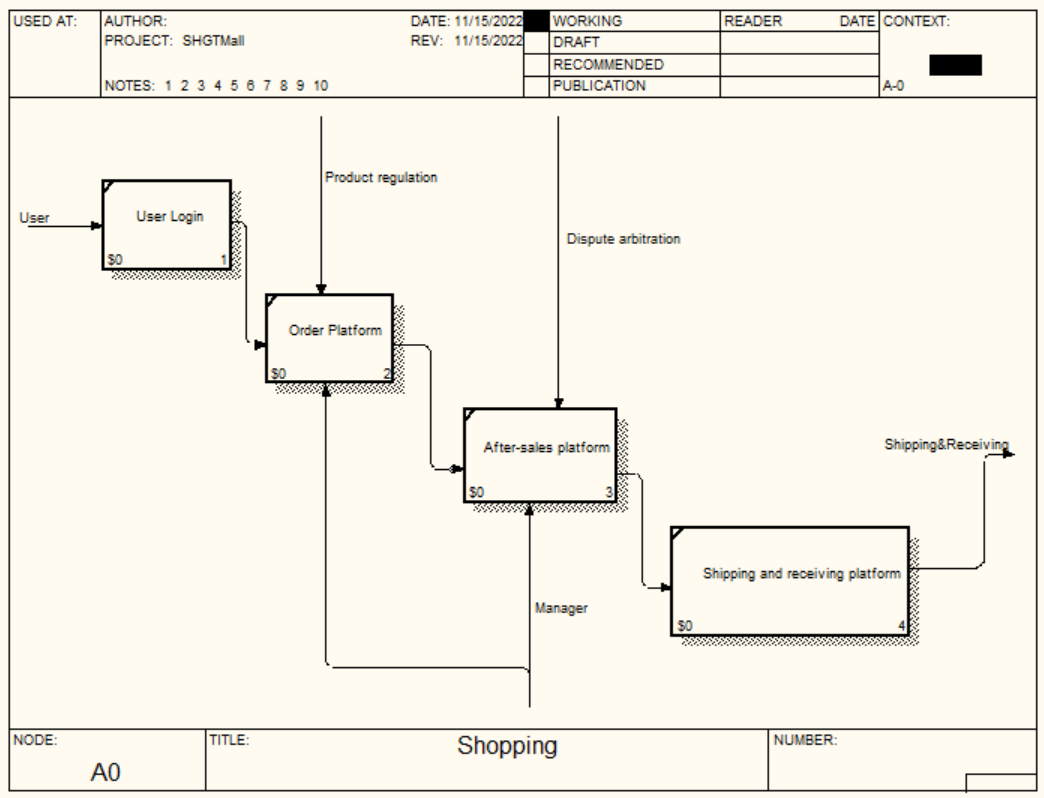 USED AT:
AUTHOR:
DATE: 11/15/2022
WORKING
READER
DATE
CONTEXT:
PROJECT: SHGTMall
REV: 11/15/2022
DRAFT
RECOMMENDED
NOTES: 1 2 3 4 5 6 7 8 9 10
PUBLICATION
A-0
Product regulation
User
User Login
$0
1
Dispute arbitration
Order Platform
$0
2
After-sales platform
$0
3
Shipping&Receiving
Shipping and receiving platform
$0
4
Manager
NODE:
A0
TITLE:
Shopping
NUMBER: